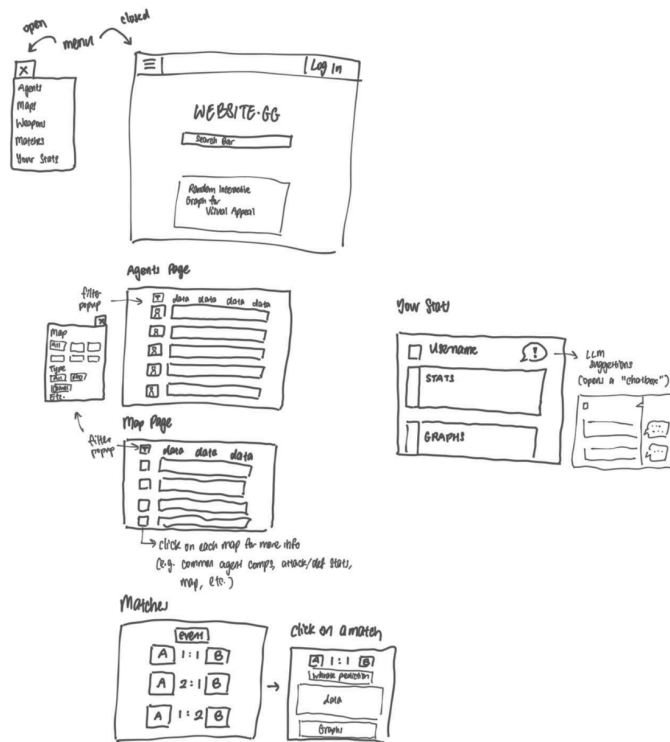 open
menu
closed
X
Agents
Maps
Weapons
Matches
Your Stats
Log In
WEBSITE.GG
Search Bar
Random Interactive
Graph for
Visual Appeal
Agents Page
filter
popup
data data data data
Map
All
Type
All
Etc.
Map Page
filter
popup
data data data
click on each map for more info
(e.g. common agent comps, attack/def stats,
map, etc.)
Your Stats
Username
!
STATS
GRAPHS
LLM
suggestions
(opens a "chatbox")
Matches
EVENT
A 1:1 B
A 2:1 B
A 1:2 B
Click on a match
A 1:1 B
winrate prediction
data
Graphs